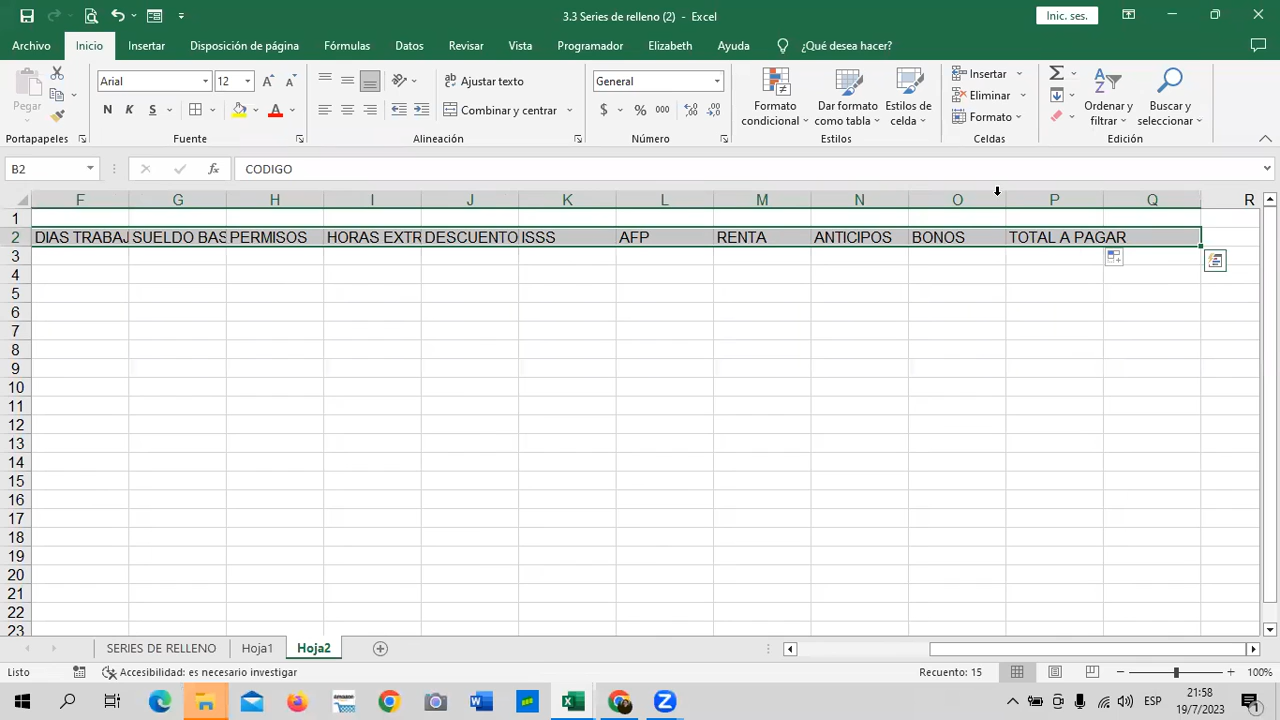 3.3 Series de relleno (2) - Excel
Inic. ses.
Archivo Inicio Insertar Disposición de página Fórmulas Datos Revisar Vista Programador Elizabeth Ayuda ¿Qué desea hacer?
Pegar
Arial 12
Ajustar texto
General
Formato condicional
Dar formato como tabla
Estilos de celda
Insertar
Ordenar y filtrar
Buscar y seleccionar
N K S
Combinar y centrar
$ % 000
Eliminar
Formato
Portapapeles Fuente Alineación Número Estilos Celdas Edición
B2 fx CODIGO
F G H I J K L M N O P Q R
1
2 DIAS TRABAJ SUELDO BAS PERMISOS HORAS EXTR DESCUENTO ISSS AFP RENTA ANTICIPOS BONOS TOTAL A PAGAR
3
4
5
6
7
8
9
10
11
12
13
14
15
16
17
18
19
20
21
22
23
SERIES DE RELLENO Hoja1 Hoja2
Listo Accesibilidad: es necesario investigar Recuento: 15 100%
ESP 21:58
19/7/2023